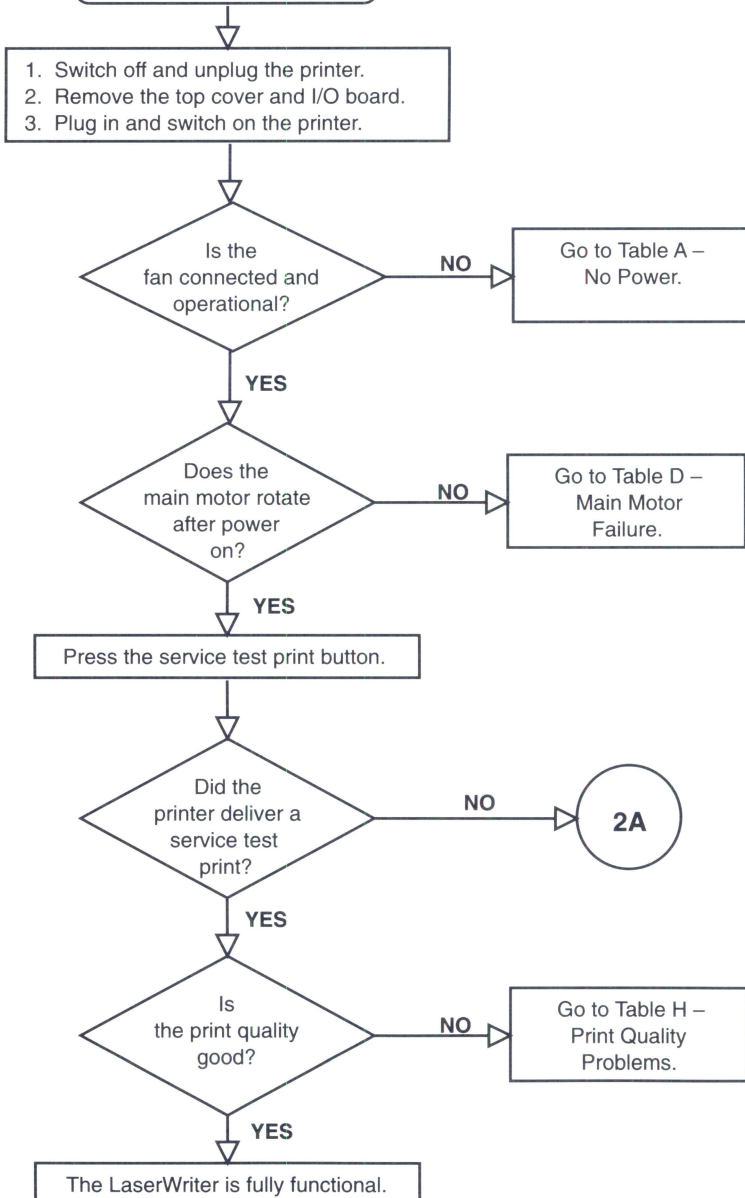 1. Switch off and unplug the printer.
2. Remove the top cover and I/O board.
3. Plug in and switch on the printer.
Is the
fan connected and
operational?
NO
Go to Table A –
No Power.
YES
Does the
main motor rotate
after power
on?
NO
Go to Table D –
Main Motor
Failure.
YES
Press the service test print button.
Did the
printer deliver a
service test
print?
NO
2A
YES
Is
the print quality
good?
NO
Go to Table H –
Print Quality
Problems.
YES
The LaserWriter is fully functional.